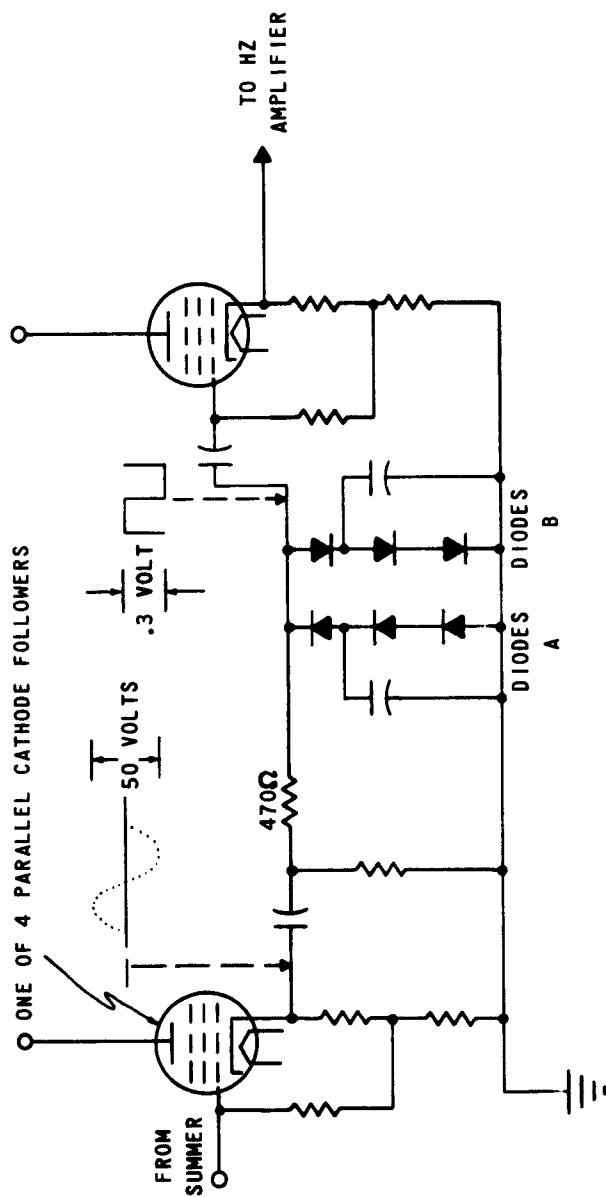 ONE OF 4 PARALLEL CATHODE FOLLOWERS
50 VOLTS
.3 VOLT
FROM
SUMMER
470Ω
TO HZ
AMPLIFIER
DIODES
A
DIODES
B